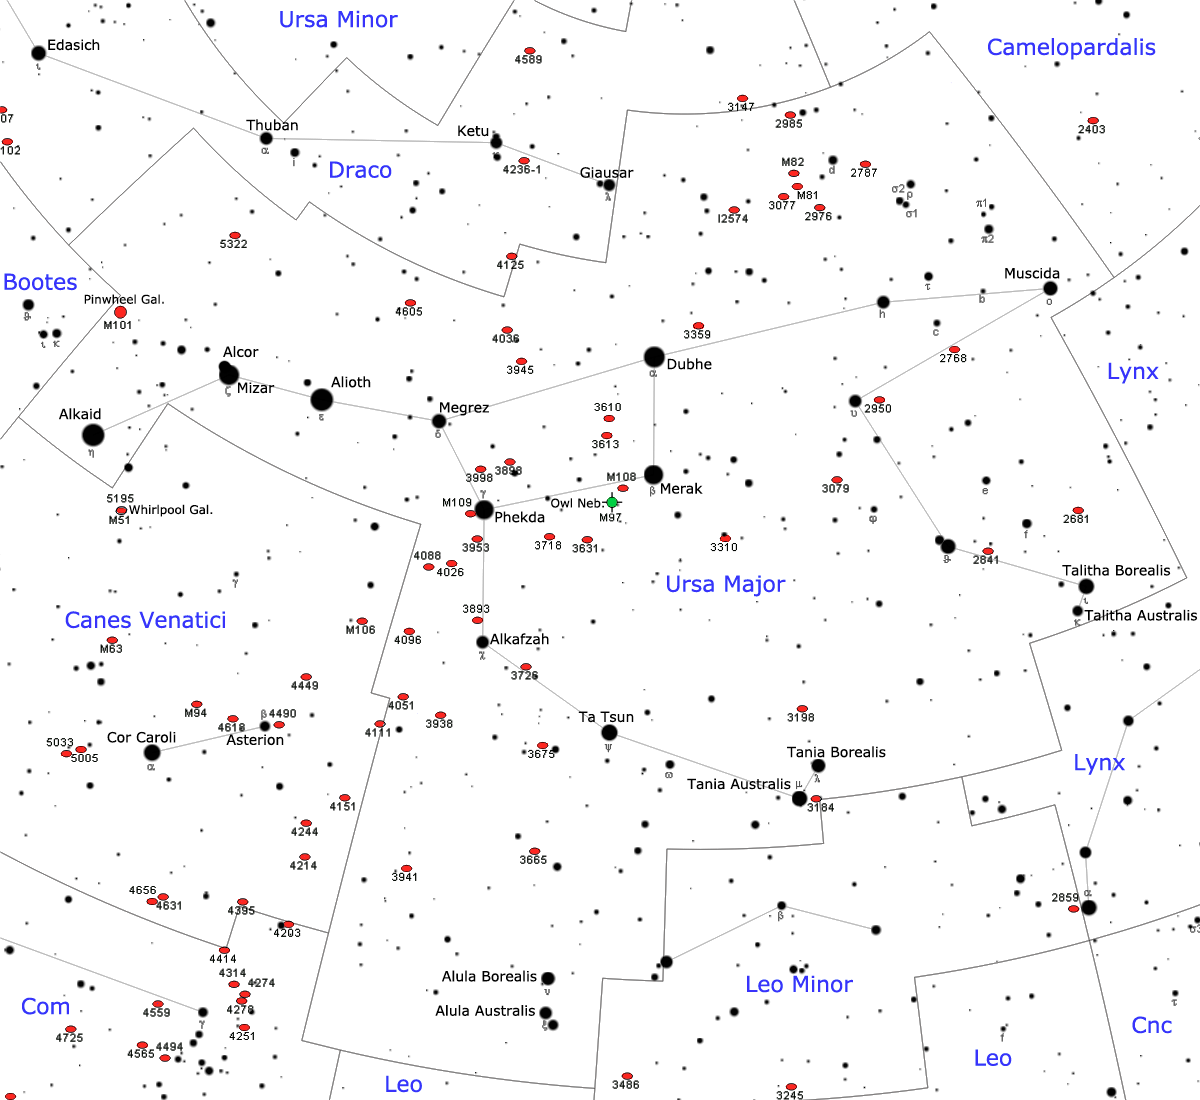 Ursa Minor
Camelopardalis
Edasich
ι
4589
3147
2985
2403
07
102
Thuban
α
i
Ketu
κ
Draco
4236-1
Giausar
λ
M82
M81
3077
2976
I2574
d
2787
σ2
ρ
σ1
π1
π2
5322
4125
Bootes
θ
ι
κ
Pinwheel Gal.
M101
4605
4036
3945
3359
Muscida
ο
τ
b
h
c
2768
Lynx
Alcor
Mizar
ζ
Alioth
ε
Megrez
δ
Dubhe
α
Alkaid
η
3610
3613
υ
2950
5195
Whirlpool Gal.
M51
3998
3898
γ
M109
Phekda
M108
Merak
β
Owl Neb.
M97
3079
φ
e
f
2681
3953
3718
3631
3310
4088
4026
θ
2841
Talitha Borealis
ι
κ
Talitha Australis
Ursa Major
γ
Canes Venatici
M63
M106
4096
3893
Alkafzah
χ
3726
4449
M94
4618
β
4490
Asterion
Cor Caroli
α
5033
5005
4051
4111
3938
3675
Ta Tsun
ψ
ω
3198
Tania Borealis
λ
Tania Australis
μ
3184
Lynx
4151
4244
4214
3941
3665
4656
4631
4395
4203
4414
4314
4274
4278
4251
2859
α
β
σ3
Alula Borealis
ν
Alula Australis
ξ
Leo Minor
Com
γ
4559
4725
4565
4494
τ
Cnc
f
Leo
Leo
3486
3245